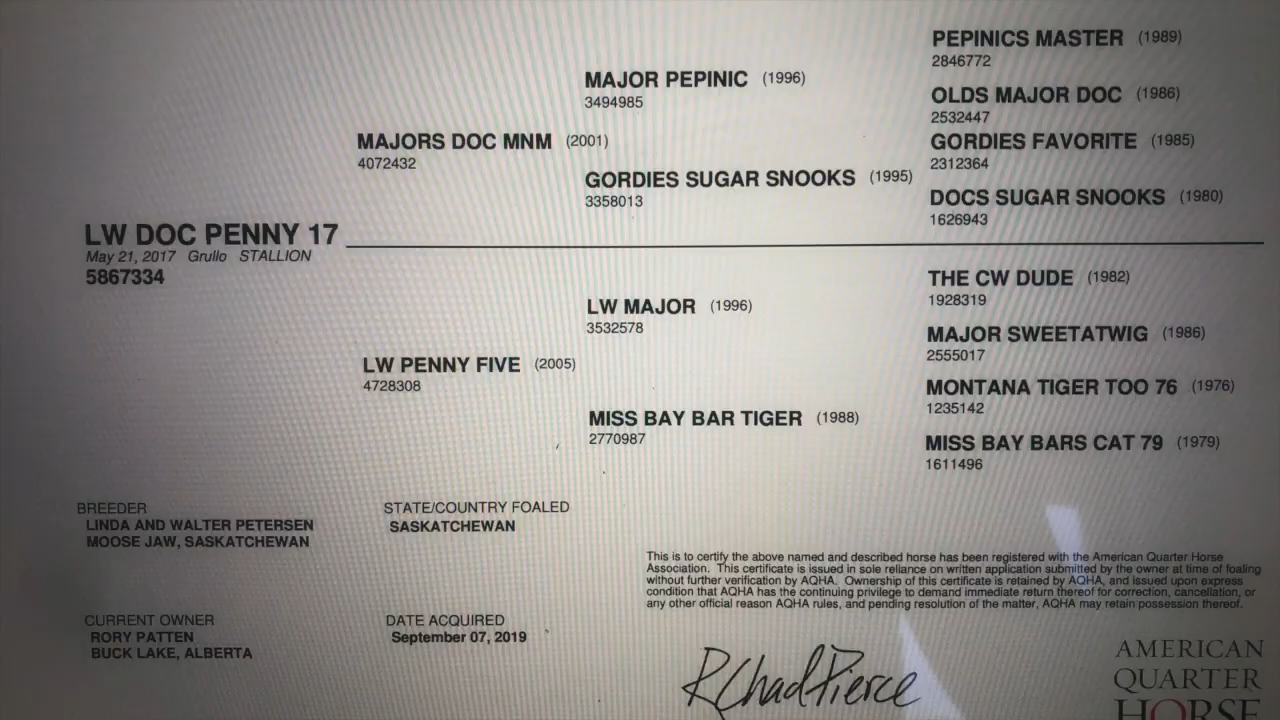 PEPINICS MASTER (1989)
2846772
MAJOR PEPINIC (1996)
3494985
OLDS MAJOR DOC (1986)
2532447
MAJORS DOC MNM (2001)
4072432
GORDIES FAVORITE (1985)
2312364
GORDIES SUGAR SNOOKS (1995)
3358013
DOCS SUGAR SNOOKS (1980)
1626943
LW DOC PENNY 17
May 21, 2017 Grullo STALLION
5867334
THE CW DUDE (1982)
1928319
LW MAJOR (1996)
3532578
MAJOR SWEETATWIG (1986)
2555017
LW PENNY FIVE (2005)
4728308
MONTANA TIGER TOO 76 (1976)
1235142
MISS BAY BAR TIGER (1988)
2770987
MISS BAY BARS CAT 79 (1979)
1611496
BREEDER
LINDA AND WALTER PETERSEN
MOOSE JAW, SASKATCHEWAN
STATE/COUNTRY FOALED
SASKATCHEWAN
This is to certify the above named and described horse has been registered with the American Quarter Horse
Association. This certificate is issued in sole reliance on written application submitted by the owner at time of foaling
without further verification by AQHA. Ownership of this certificate is retained by AQHA, and issued upon express
condition that AQHA has the continuing privilege to demand immediate return thereof for correction, cancellation, or
any other official reason AQHA rules, and pending resolution of the matter, AQHA may retain possession thereof.
CURRENT OWNER
RORY PATTEN
BUCK LAKE, ALBERTA
DATE ACQUIRED
September 07, 2019
R Chad Pierce
AMERICAN
QUARTER
HORSE